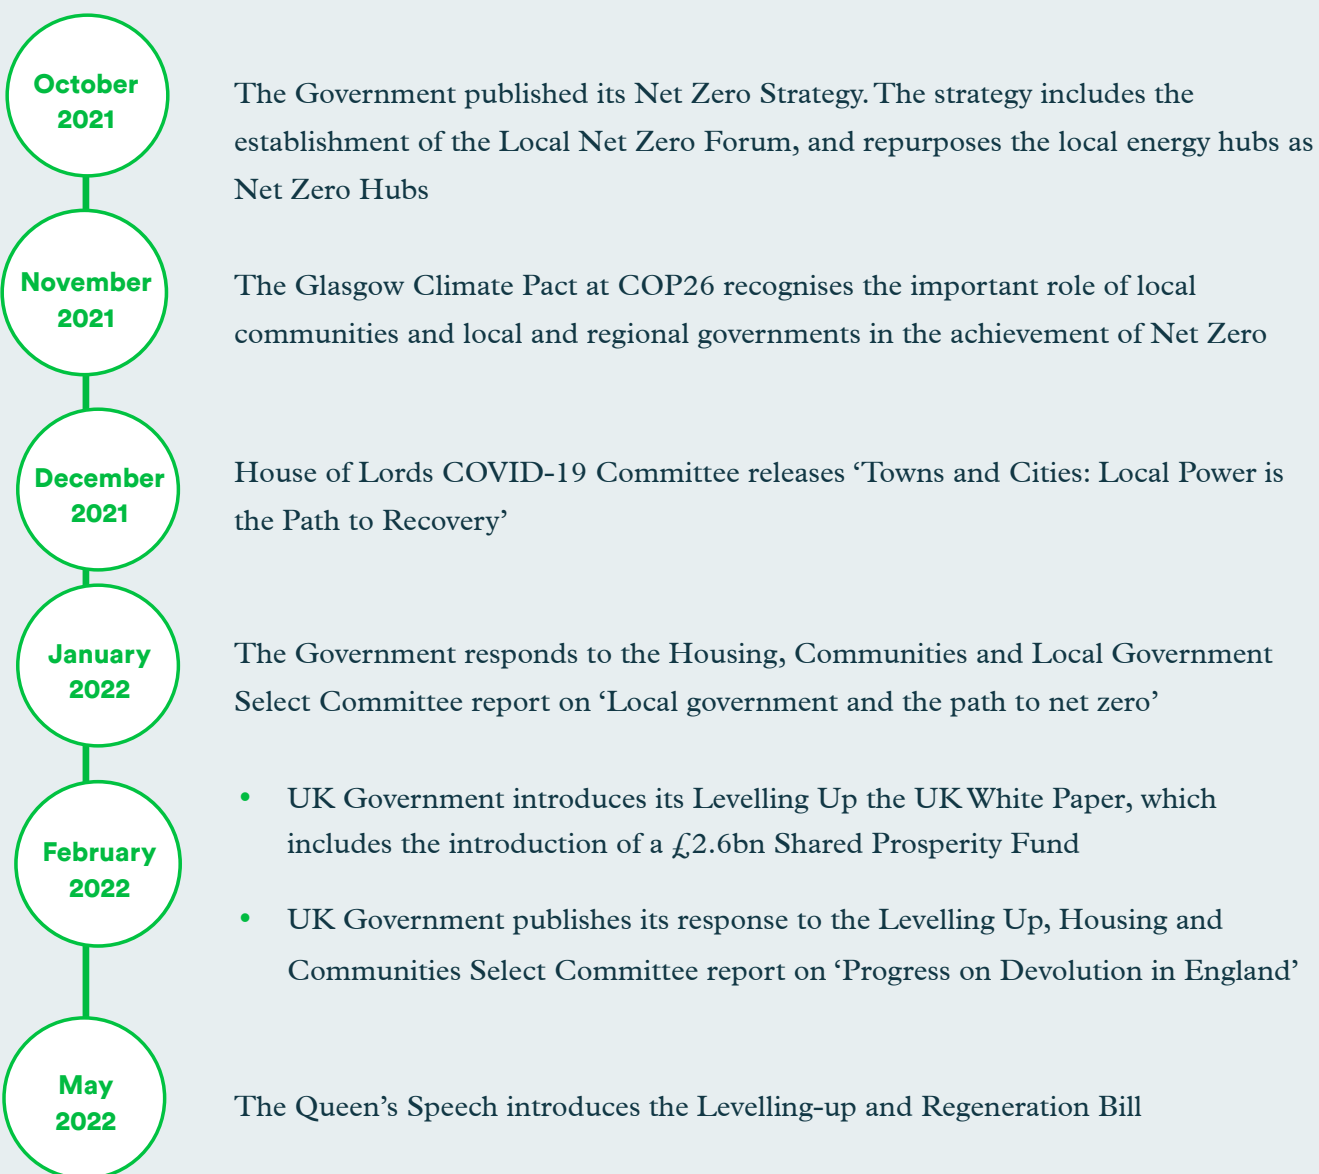 October
2021
The Government published its Net Zero Strategy. The strategy includes the
establishment of the Local Net Zero Forum, and repurposes the local energy hubs as
Net Zero Hubs
November
2021
The Glasgow Climate Pact at COP26 recognises the important role of local
communities and local and regional governments in the achievement of Net Zero
December
2021
House of Lords COVID-19 Committee releases ‘Towns and Cities: Local Power is
the Path to Recovery’
January
2022
The Government responds to the Housing, Communities and Local Government
Select Committee report on ‘Local government and the path to net zero’
February
2022
• UK Government introduces its Levelling Up the UK White Paper, which
includes the introduction of a £2.6bn Shared Prosperity Fund
• UK Government publishes its response to the Levelling Up, Housing and
Communities Select Committee report on ‘Progress on Devolution in England’
May
2022
The Queen’s Speech introduces the Levelling-up and Regeneration Bill